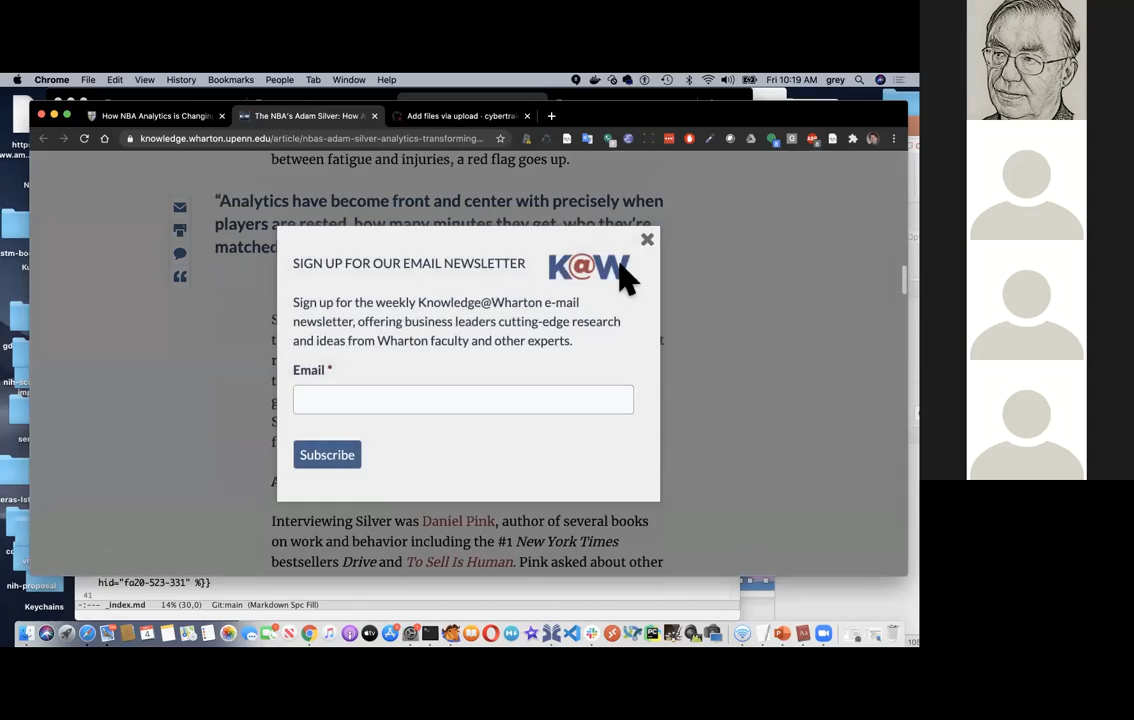 Chrome File Edit View History Bookmarks People Tab Window Help
Fri 10:19 AM grey
How NBA Analytics is Changin
The NBA's Adam Silver: How A
Add files via upload · cybertrai
knowledge.wharton.upenn.edu/article/nbas-adam-silver-analytics-transforming...
between fatigue and injuries, a red flag goes up.
“Analytics have become front and center with precisely when
players are rested, how many minutes they get, who they’re
matched
SIGN UP FOR OUR EMAIL NEWSLETTER
K@W
Sign up for the weekly Knowledge@Wharton e-mail
newsletter, offering business leaders cutting-edge research
and ideas from Wharton faculty and other experts.
Email *
Subscribe
Interviewing Silver was Daniel Pink, author of several books
on work and behavior including the #1 New York Times
bestsellers Drive and To Sell Is Human. Pink asked about other
nih-proposal
Keychains
hid="fa20-523-331" %}}
41
-:--- _index.md 14% (30,0) Git:main (Markdown Spc Fill)